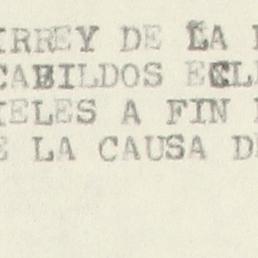 IRREY DE LA
CABILDOS ECL
IELES A FIN
LA CAUSA D